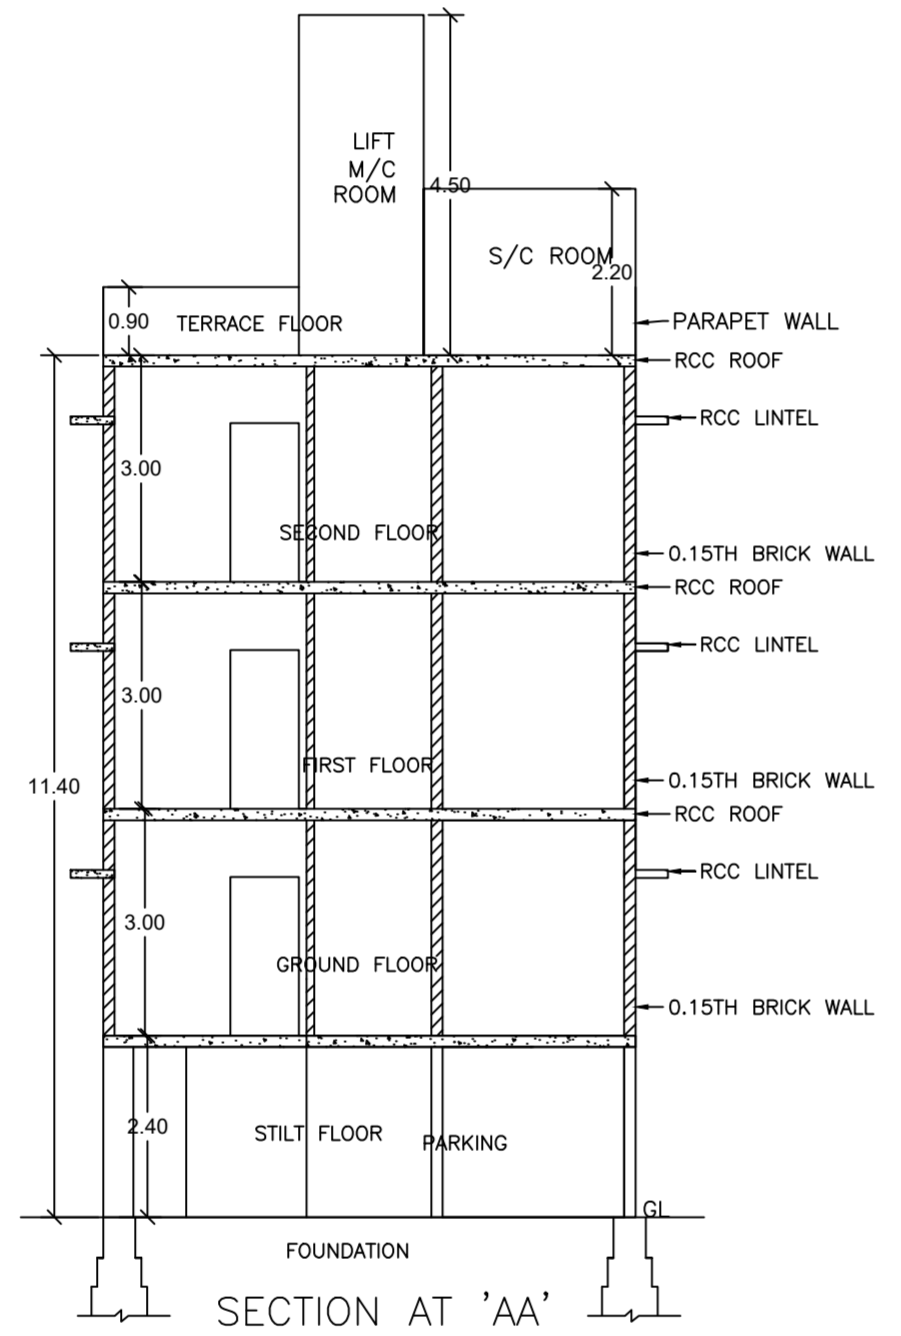 LIFT
M/C
ROOM
4.50
S/C ROOM
2.20
0.90
TERRACE FLOOR
PARAPET WALL
RCC ROOF
RCC LINTEL
3.00
SECOND FLOOR
0.15TH BRICK WALL
RCC ROOF
RCC LINTEL
3.00
FIRST FLOOR
0.15TH BRICK WALL
11.40
RCC ROOF
RCC LINTEL
3.00
GROUND FLOOR
0.15TH BRICK WALL
2.40
STILT FLOOR
PARKING
GL
FOUNDATION
SECTION AT 'AA'